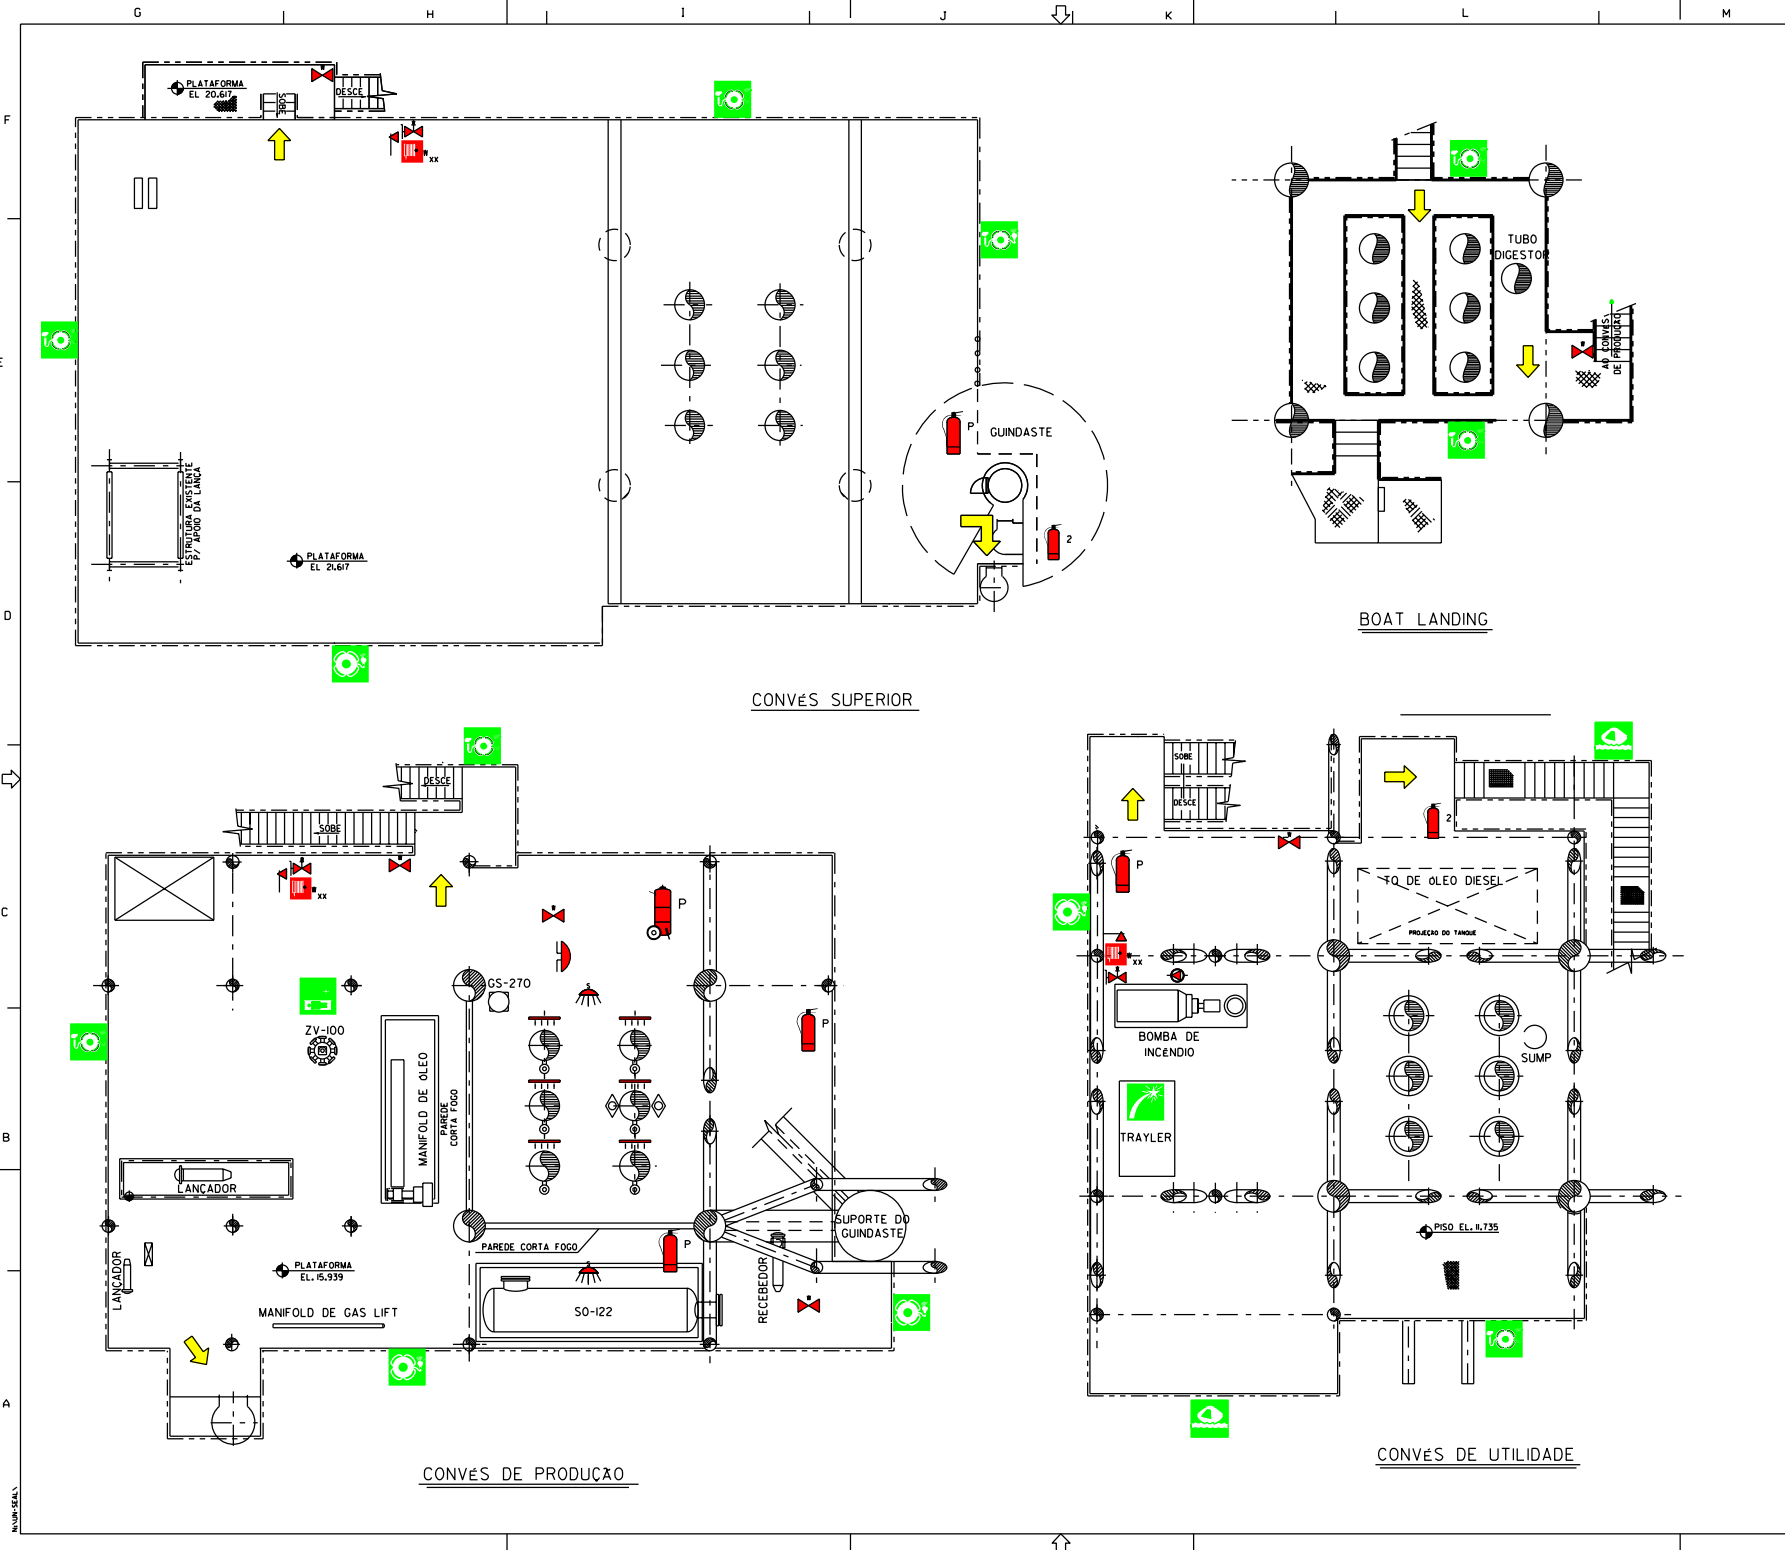 G H I J K L M
F
E
D
C
B
A
PLATAFORMA
EL 20.617
SOBE
DESCE
XX
ESTRUTURA EXISTENTE
P/ APOIO DA LANÇA
PLATAFORMA
EL 21.617
P
GUINDASTE
2
CONVÉS SUPERIOR
TUBO
DIGESTOR
AO CONVÉS
DE PRODUÇÃO
BOAT LANDING
DESCE
SOBE
XX
P
GS-270
ZV-100
P
MANIFOLD DE ÓLEO
PAREDE
CORTA FOGO
LANÇADOR
LANÇADOR
PLATAFORMA
EL.15.939
MANIFOLD DE GAS LIFT
PAREDE CORTA FOGO
P
S
SO-122
RECEBEDOR
SUPORTE DO
GUINDASTE
CONVÉS DE PRODUÇÃO
SOBE
DESCE
2
P
XX
TQ DE ÓLEO DIESEL
PROJEÇÃO DO TANQUE
BOMBA DE
INCÊNDIO
SUMP
TRAYLER
PISO EL.11.735
CONVÉS DE UTILIDADE